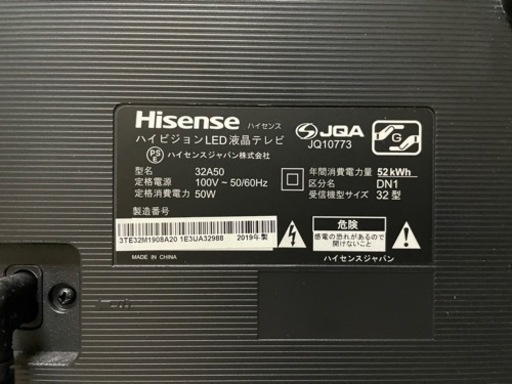 Hisense ハイセンス
ハイビジョンLED液晶テレビ
PS E ハイセンスジャパン株式会社
型名 32A50
定格電源 100V~50/60Hz
定格消費電力 50W
製造番号
3TE32M1908A20 1E3UA32988 2019年製
MADE IN CHINA
JQA
JQ10773
G
年間消費電力量 52kWh
区分名 DN1
受信機型サイズ 32型
危険
感電の恐れがあるので
開けないこと
ハイセンスジャパン